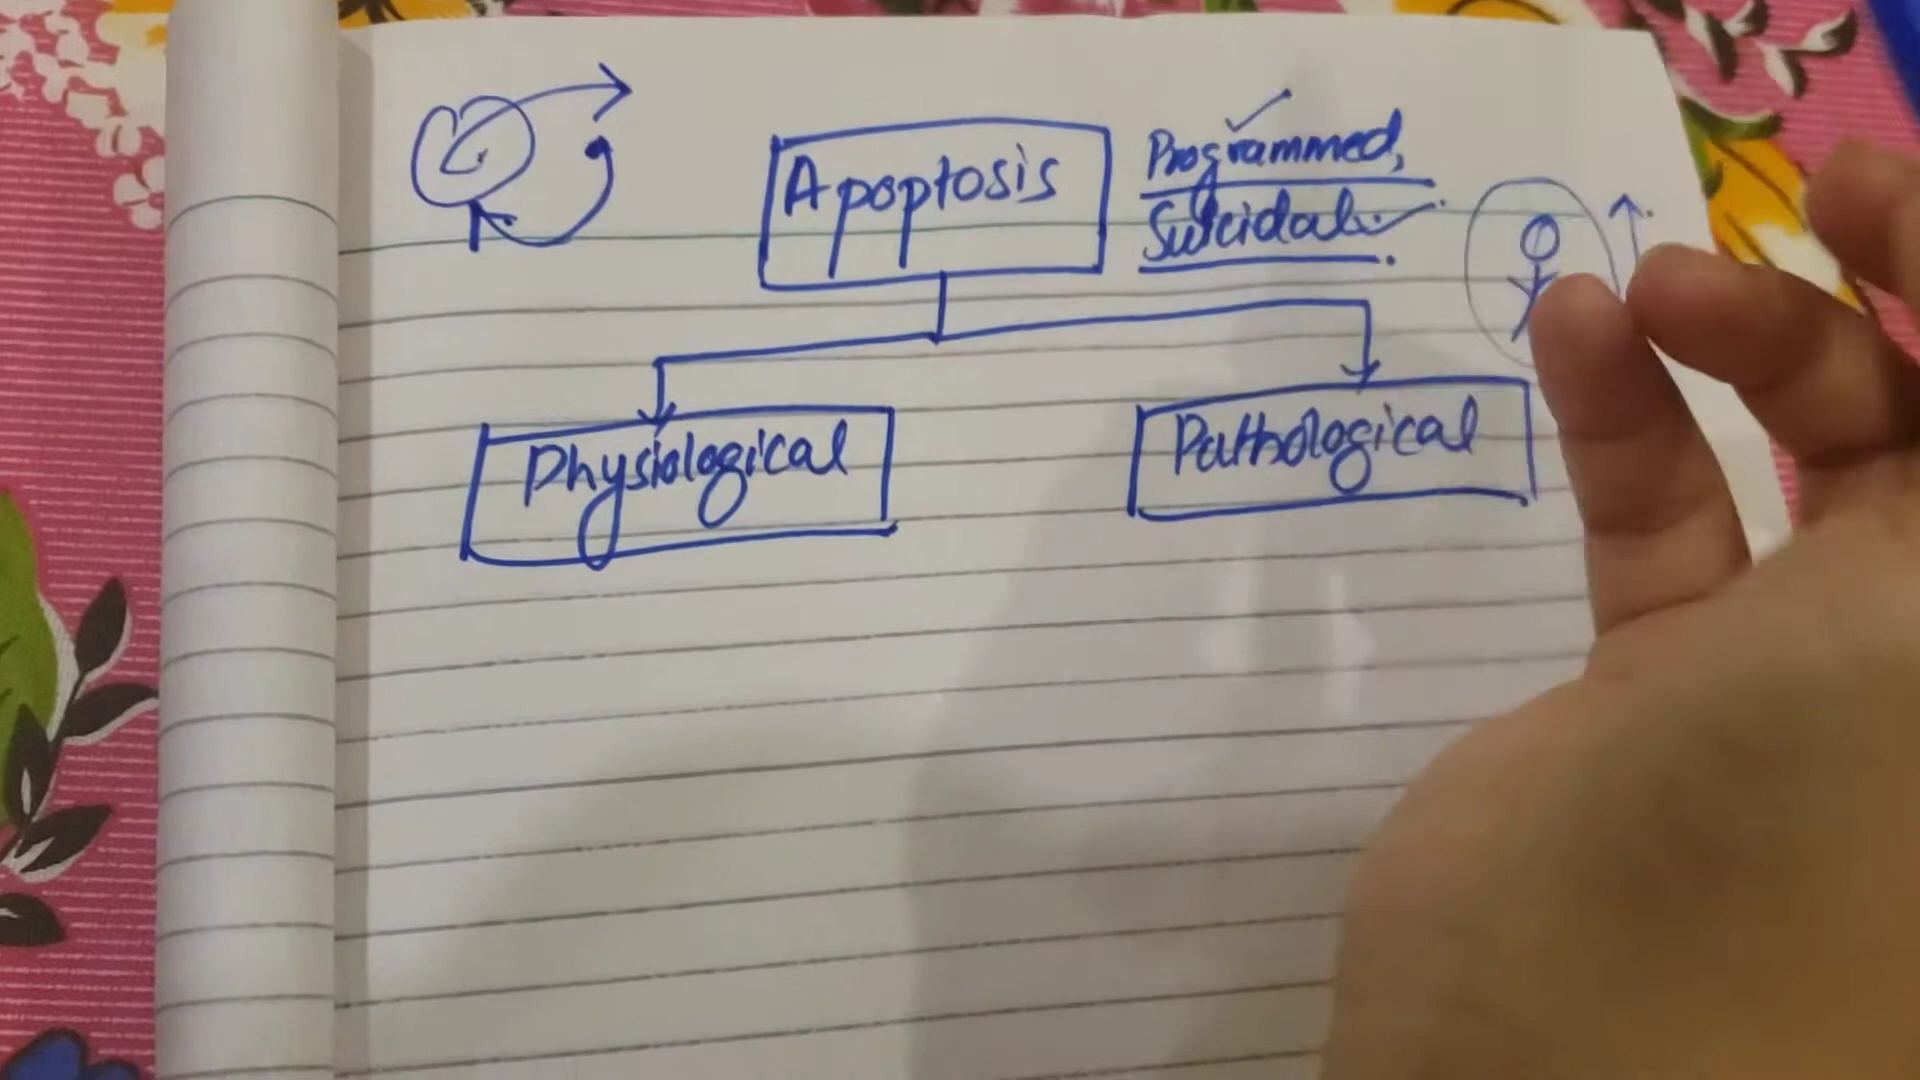 Apoptosis
Programmed,
Suicidal
Physiological
Pathological